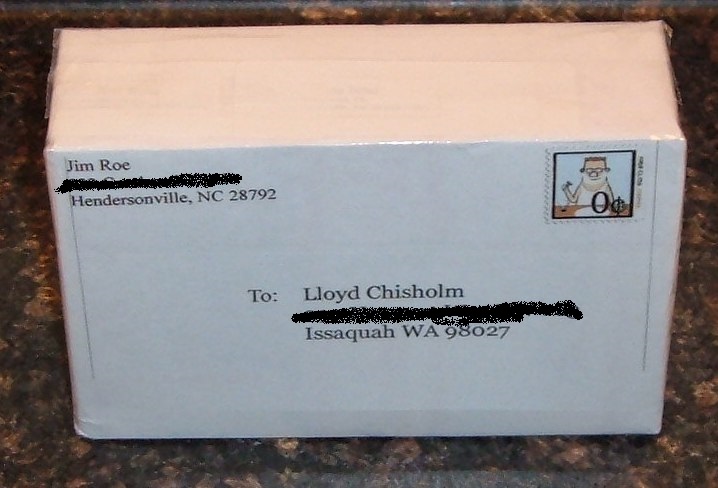 Jim Roe
Hendersonville, NC 28792
0¢
To: Lloyd Chisholm
Issaquah WA 98027